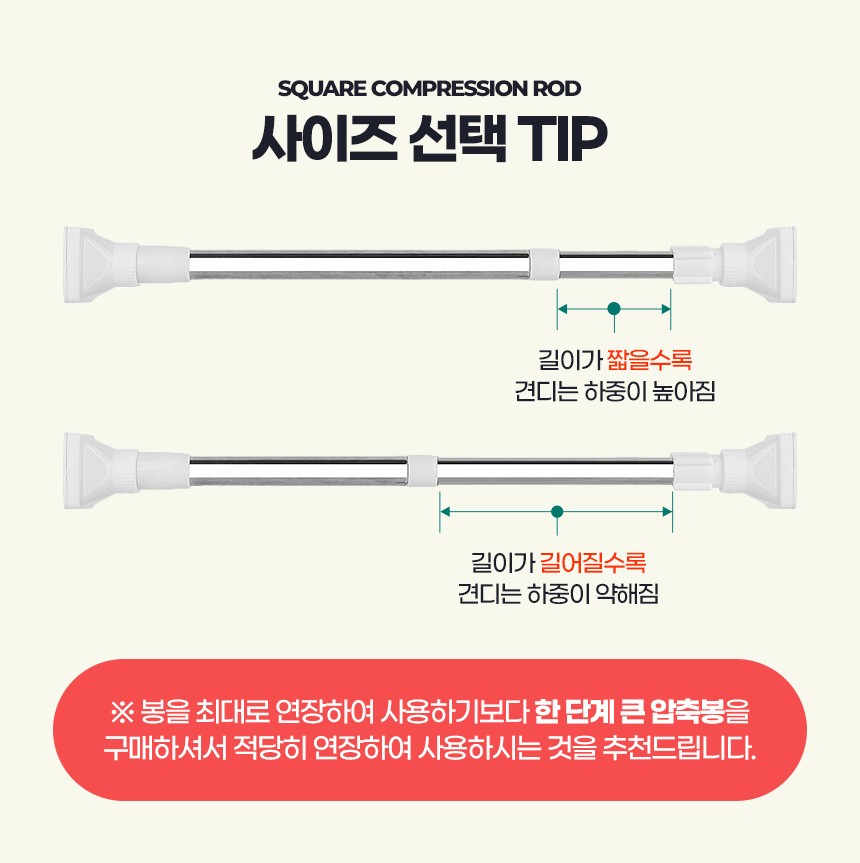 SQUARE COMPRESSION ROD
사이즈 선택 TIP
길이가 짧을수록
견디는 하중이 높아짐
길이가 길어질수록
견디는 하중이 약해짐
※ 봉을 최대로 연장하여 사용하기보다 한 단계 큰 압축봉을
구매하셔서 적당히 연장하여 사용하시는 것을 추천드립니다.